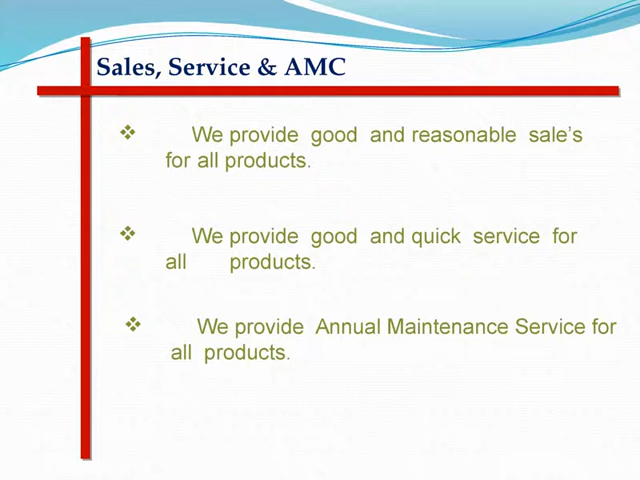 Sales, Service & AMC
❖ We provide good and reasonable sale's
for all products.
❖ We provide good and quick service for
all products.
❖ We provide Annual Maintenance Service for
all products.